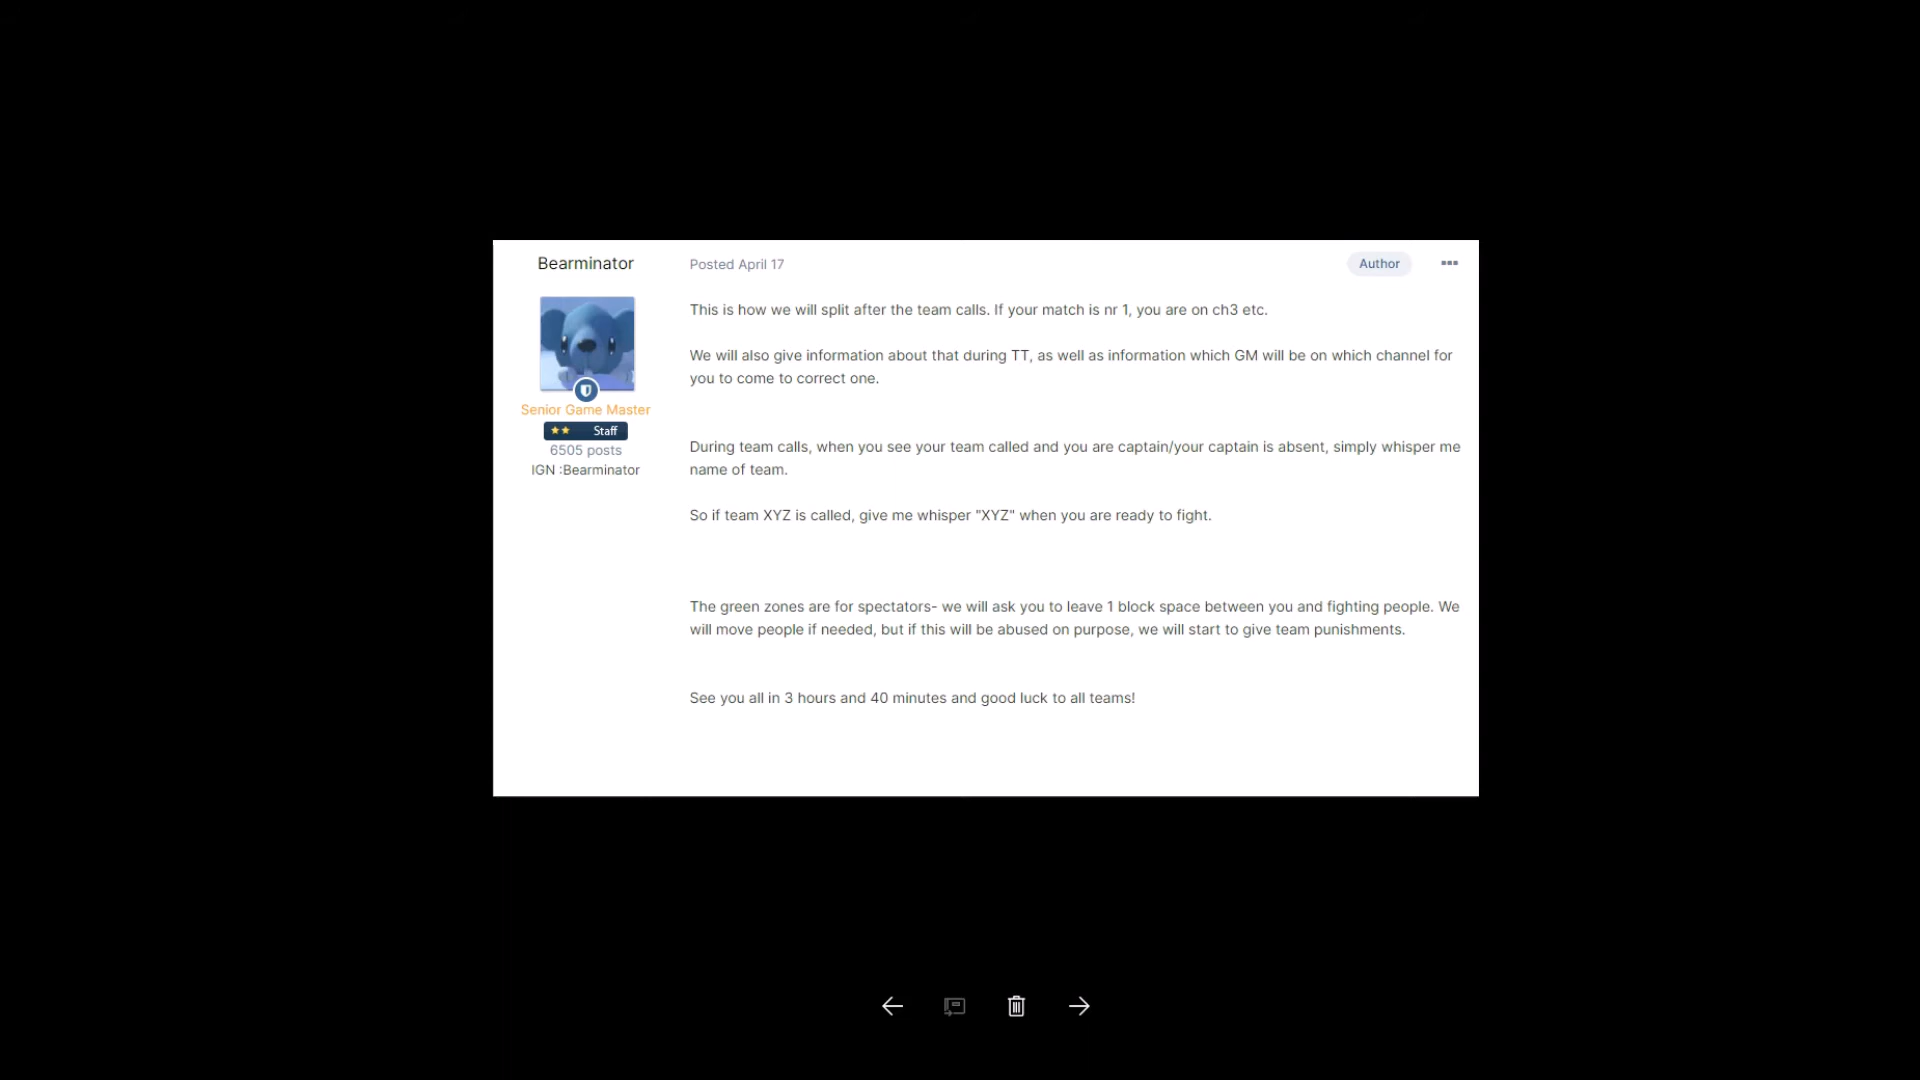 Bearminator
Posted April 17
Author
Senior Game Master
Staff
6505 posts
IGN :Bearminator
This is how we will split after the team calls. If your match is nr 1, you are on ch3 etc.
We will also give information about that during TT, as well as information which GM will be on which channel for
you to come to correct one.
During team calls, when you see your team called and you are captain/your captain is absent, simply whisper me
name of team.
So if team XYZ is called, give me whisper "XYZ" when you are ready to fight.
The green zones are for spectators- we will ask you to leave 1 block space between you and fighting people. We
will move people if needed, but if this will be abused on purpose, we will start to give team punishments.
See you all in 3 hours and 40 minutes and good luck to all teams!